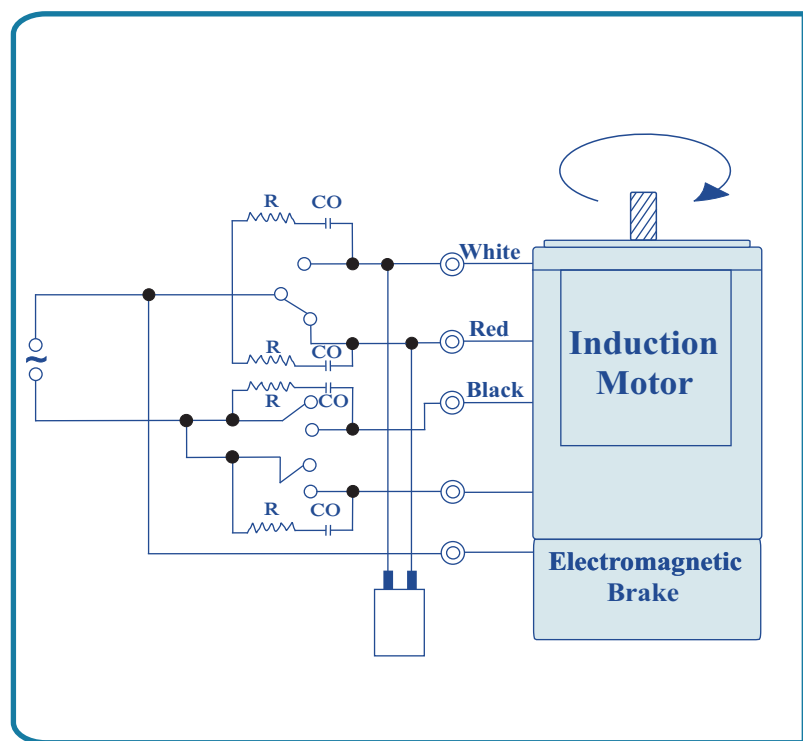 R
CO
White
Red
Induction
Motor
R
CO
~
R
CO
Black
R
CO
Electromagnetic
Brake